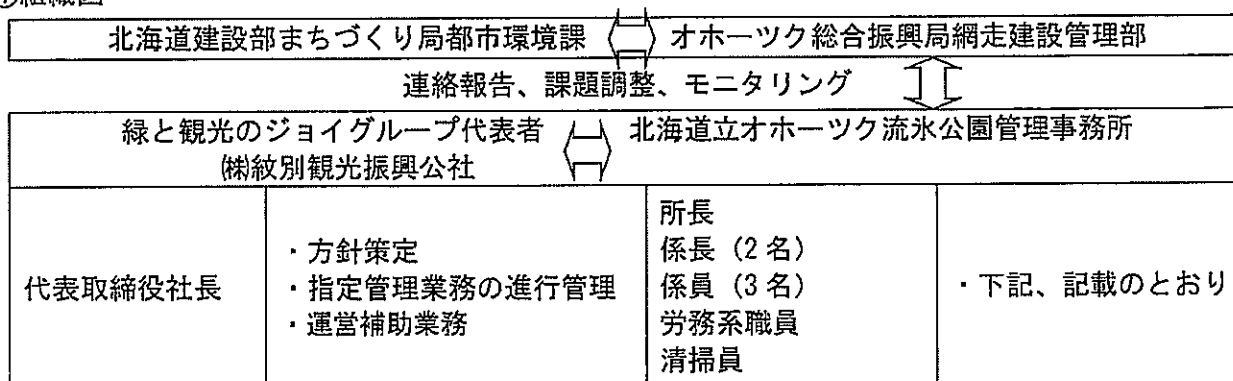 組織図
北海道建設部まちづくり局都市環境課 オホーツク総合振興局網走建設管理部
連絡報告、課題調整、モニタリング
緑と観光のジョイグループ代表者 北海道立オホーツク流氷公園管理事務所
㈱紋別観光振興公社
代表取締役社長
・方針策定
・指定管理業務の進行管理
・運営補助業務
所長
係長（2名）
係員（3名）
労務系職員
清掃員
・下記、記載のとおり